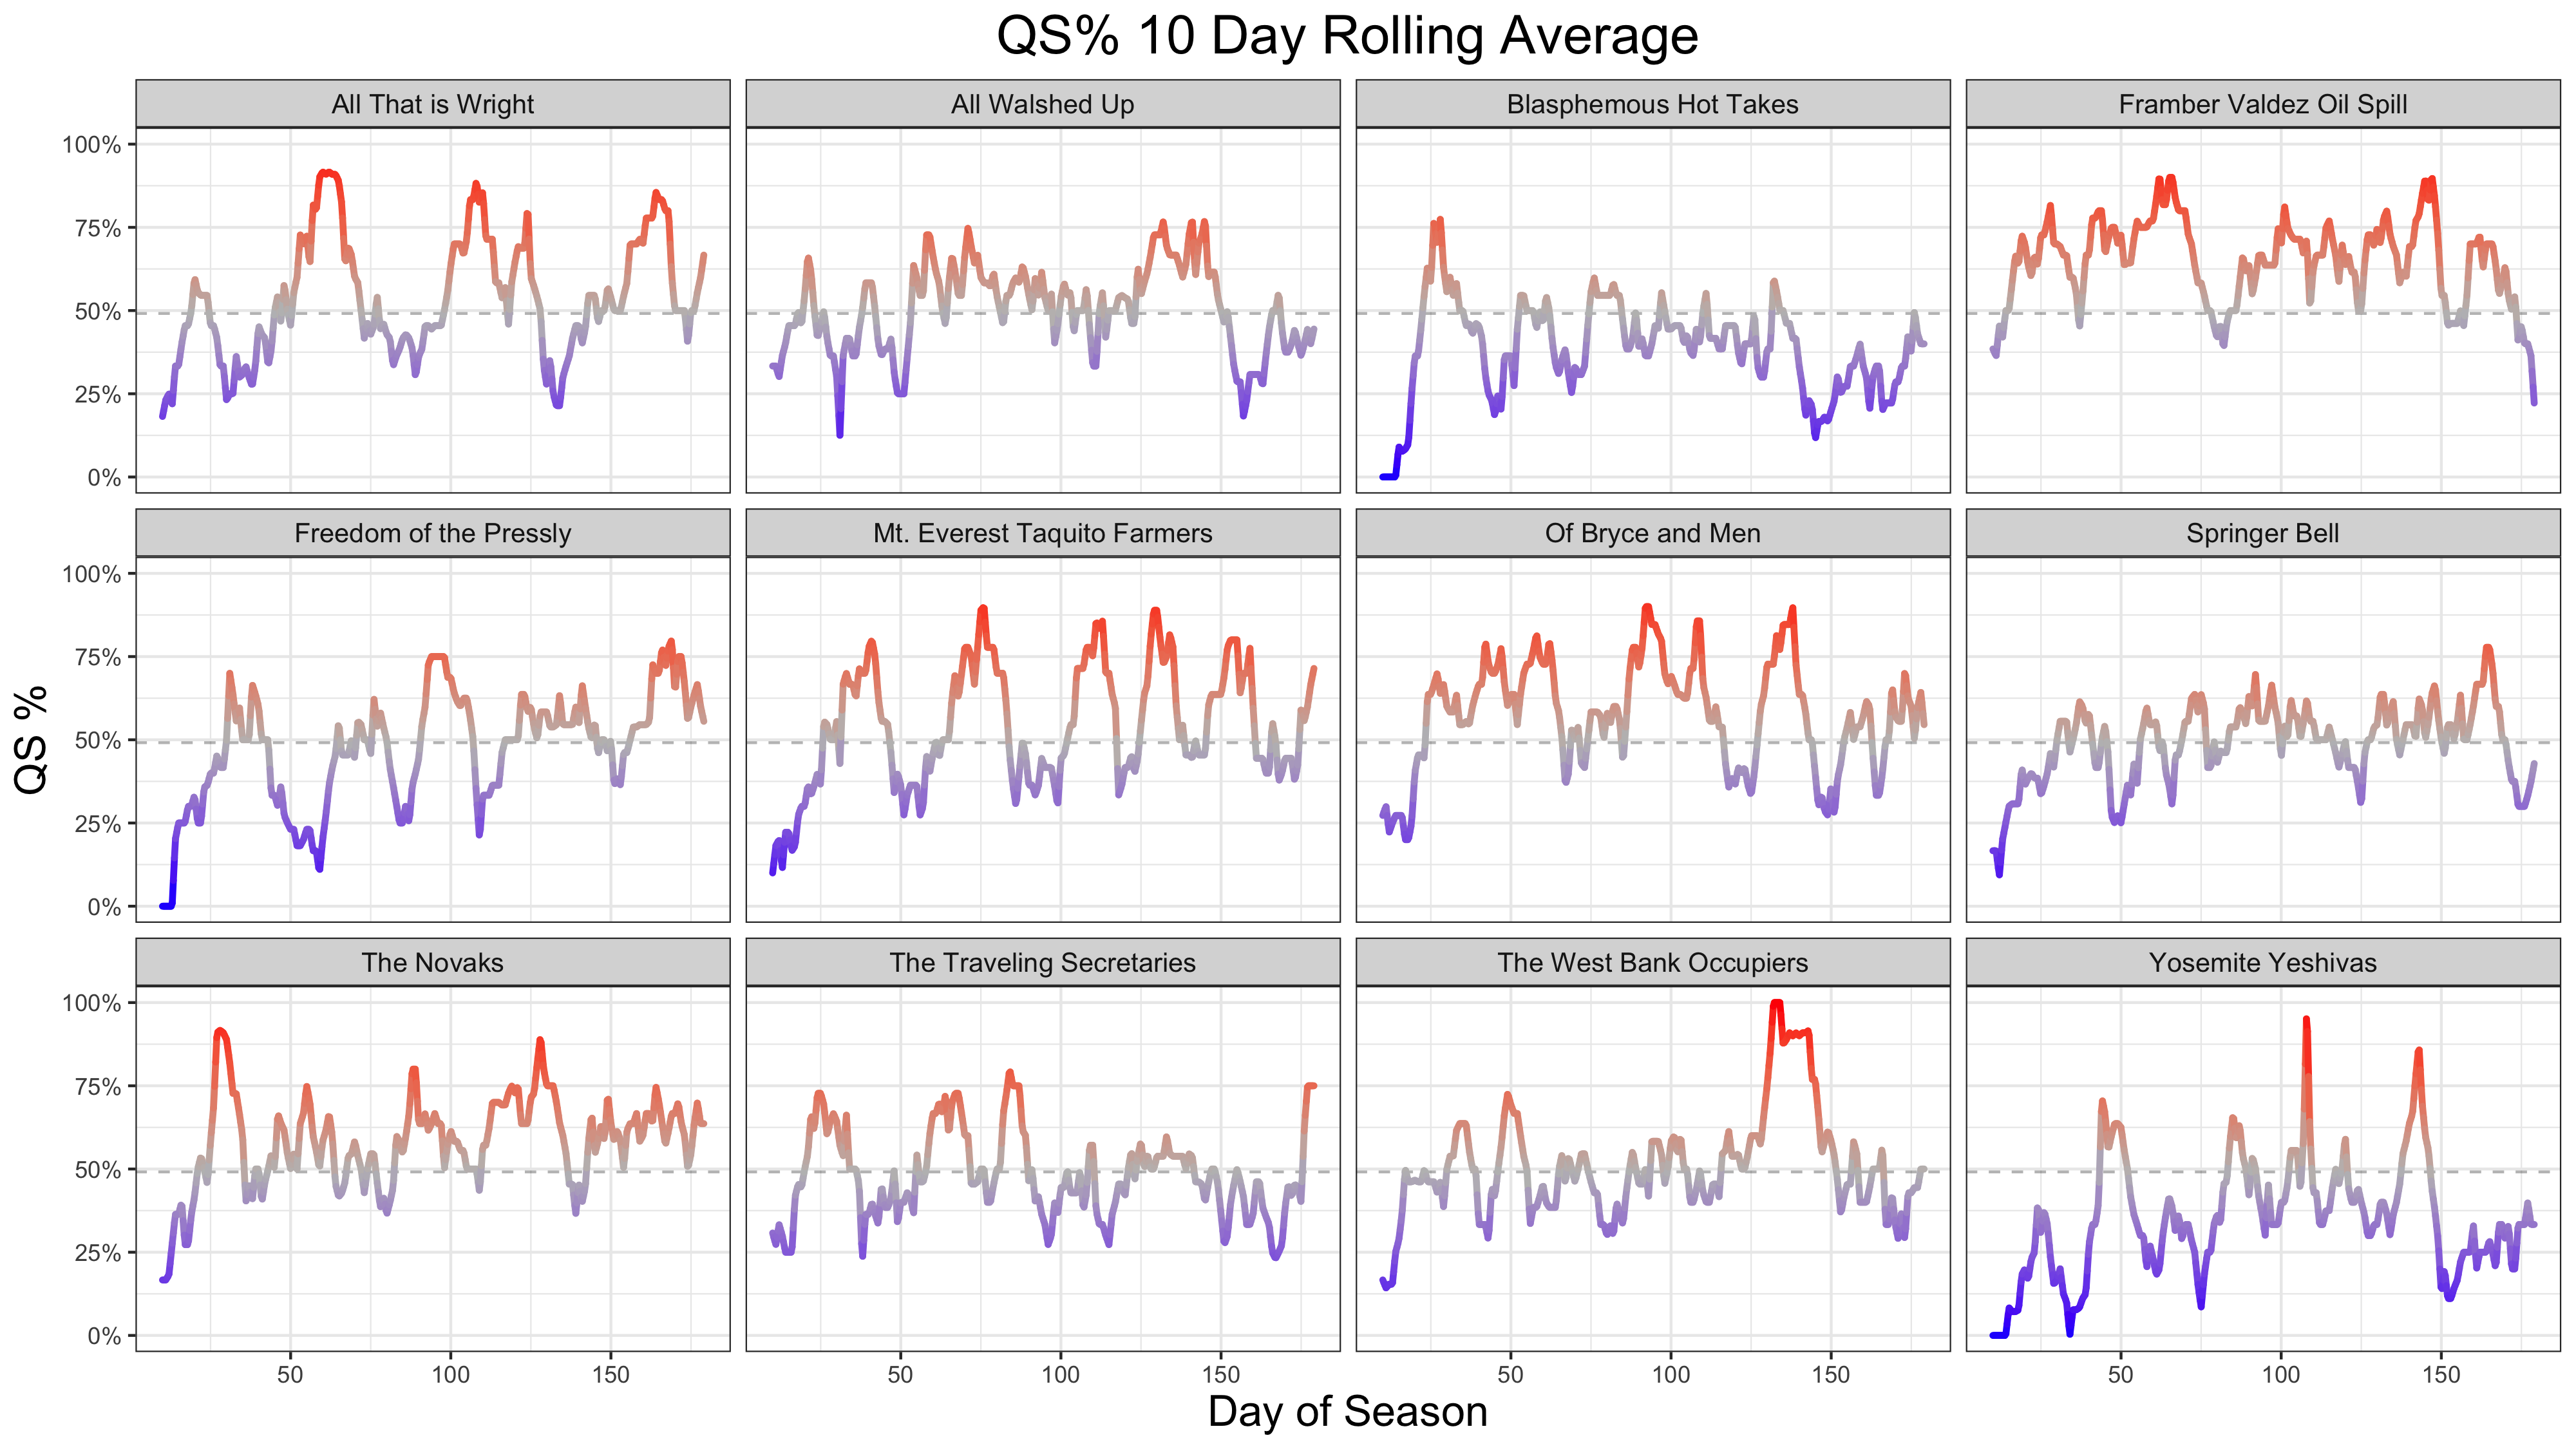 QS% 10 Day Rolling Average
All That is Wright
All Walshed Up
Blasphemous Hot Takes
Framber Valdez Oil Spill
100%
75%
50%
25%
0%
Freedom of the Pressly
Mt. Everest Taquito Farmers
Of Bryce and Men
Springer Bell
100%
75%
50%
25%
0%
QS %
The Novaks
The Traveling Secretaries
The West Bank Occupiers
Yosemite Yeshivas
100%
75%
50%
25%
0%
50 100 150
50 100 150
50 100 150
50 100 150
Day of Season